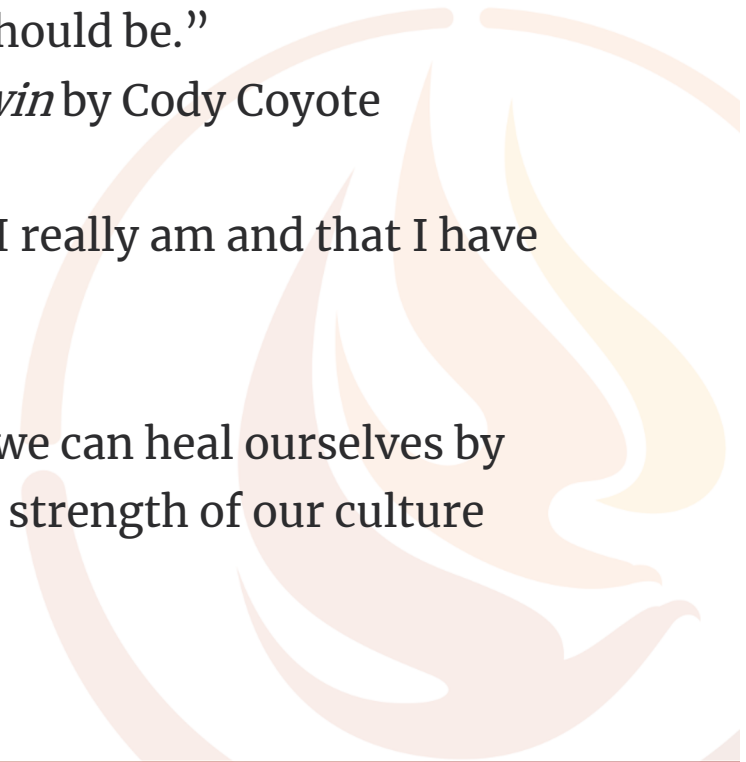 hould be.”
vin by Cody Coyote
I really am and that I have
we can heal ourselves by
strength of our culture